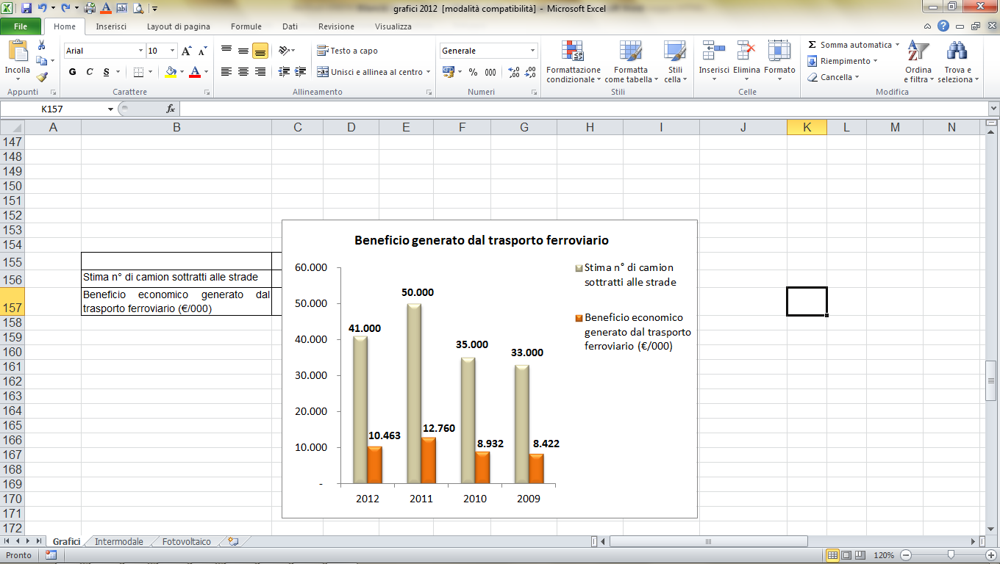 grafici 2012 [modalità compatibilità] - Microsoft Excel
File Home Inserisci Layout di pagina Formule Dati Revisione Visualizza
Incolla
Appunti
Arial 10
G C S
Carattere
Testo a capo
Unisci e allinea al centro
Allineamento
Generale
% 000
Numeri
Formattazione condizionale
Formatta come tabella
Stili cella
Stili
Inserisci Elimina Formato
Celle
Σ Somma automatica
Riempimento
Cancella
Ordina e filtra
Trova e seleziona
Modifica
K157 fx
A B C D E F G H I J K L M N
147
148
149
150
151
152
153
154
155
156
157
158
159
160
161
162
163
164
165
166
167
168
169
170
171
172
Stima n° di camion sottratti alle strade
Beneficio economico generato dal
trasporto ferroviario (€/000)
Beneficio generato dal trasporto ferroviario
60.000
50.000
40.000
30.000
20.000
10.000
-
41.000
50.000
35.000
33.000
10.463
12.760
8.932
8.422
2012 2011 2010 2009
Stima n° di camion
sottratti alle strade
Beneficio economico
generato dal trasporto
ferroviario (€/000)
Grafici Intermodale Fotovoltaico
Pronto 120%